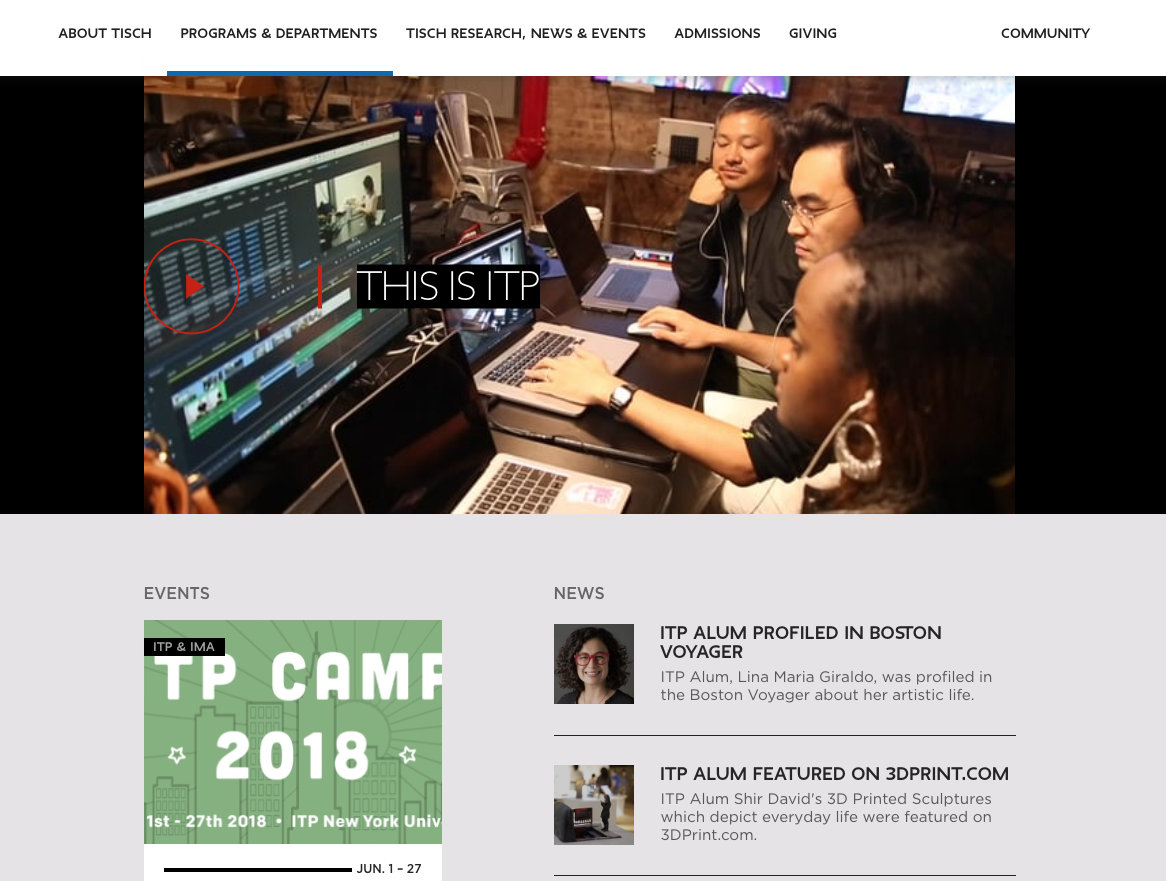 ABOUT TISCH
PROGRAMS & DEPARTMENTS
TISCH RESEARCH, NEWS & EVENTS
ADMISSIONS
GIVING
COMMUNITY
THIS IS ITP
EVENTS
ITP & IMA
TP CAMP
2018
1st - 27th 2018 • ITP New York Univ
JUN. 1 – 27
NEWS
ITP ALUM PROFILED IN BOSTON
VOYAGER
ITP Alum, Lina Maria Giraldo, was profiled in
the Boston Voyager about her artistic life.
ITP ALUM FEATURED ON 3DPRINT.COM
ITP Alum Shir David's 3D Printed Sculptures
which depict everyday life were featured on
3DPrint.com.